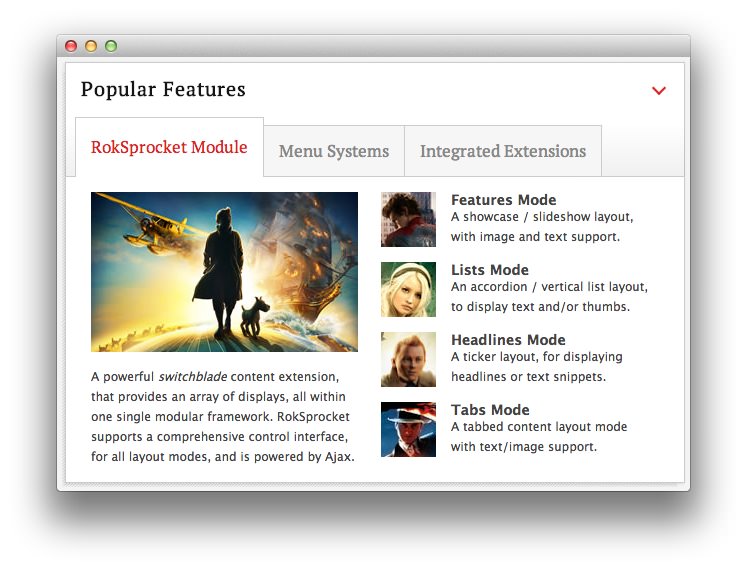 Popular Features
RokSprocket Module
Menu Systems
Integrated Extensions
A powerful switchblade content extension,
that provides an array of displays, all within
one single modular framework. RokSprocket
supports a comprehensive control interface,
for all layout modes, and is powered by Ajax.
Features Mode
A showcase / slideshow layout,
with image and text support.
Lists Mode
An accordion / vertical list layout,
to display text and/or thumbs.
Headlines Mode
A ticker layout, for displaying
headlines or text snippets.
Tabs Mode
A tabbed content layout mode
with text/image support.